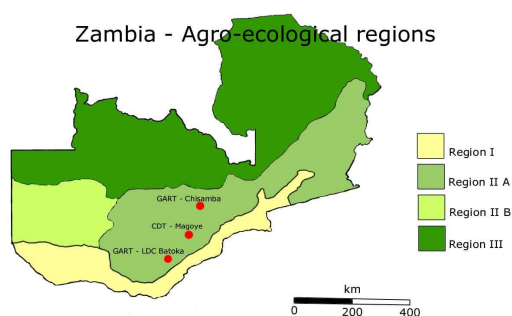 Zambia - Agro-ecological regions
Region I
Region II A
Region II B
Region III
GART - Chisamba
CDT - Magoye
GART - LDC Batoka
km
0 200 400